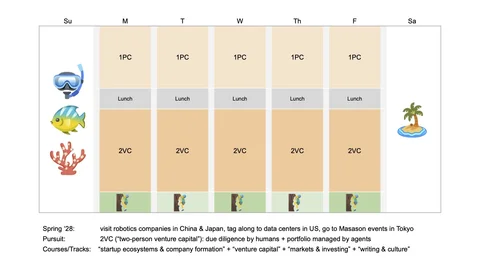 Su M T W Th F Sa
1PC 1PC 1PC 1PC 1PC
Lunch Lunch Lunch Lunch Lunch
2VC 2VC 2VC 2VC 2VC
Spring '28: visit robotics companies in China & Japan, tag along to data centers in US, go to Masason events in Tokyo
Pursuit: 2VC ("two-person venture capital"): due diligence by humans + portfolio managed by agents
Courses/Tracks: "startup ecosystems & company formation" + "venture capital" + "markets & investing" + "writing & culture"